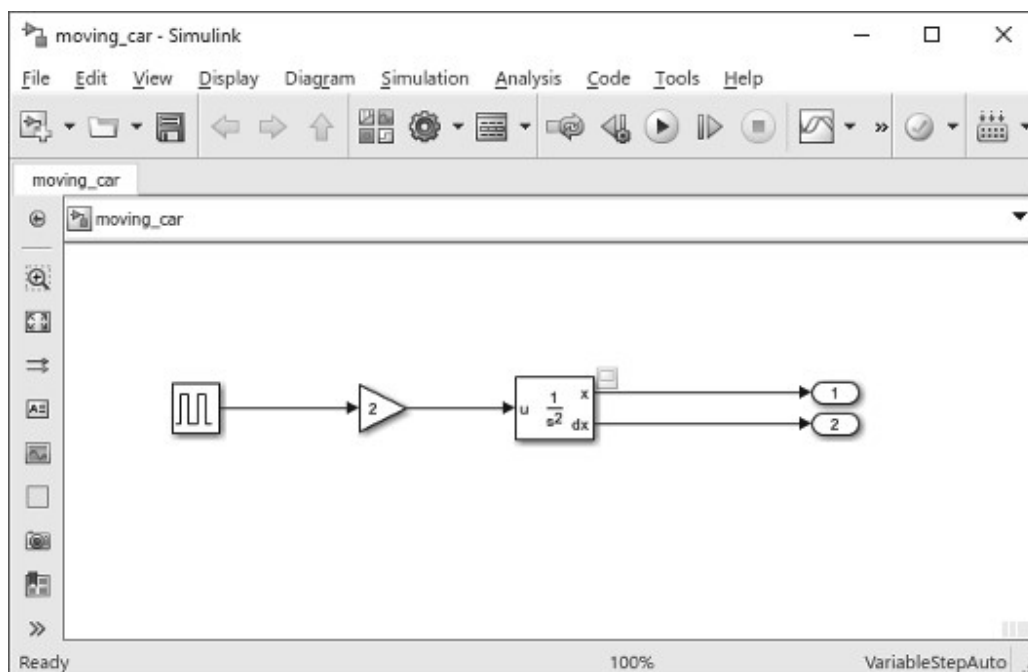 moving_car - Simulink
File Edit View Display Diagram Simulation Analysis Code Tools Help
moving_car
moving_car
2
u
1
s2
x
dx
1
2
Ready 100% VariableStepAuto